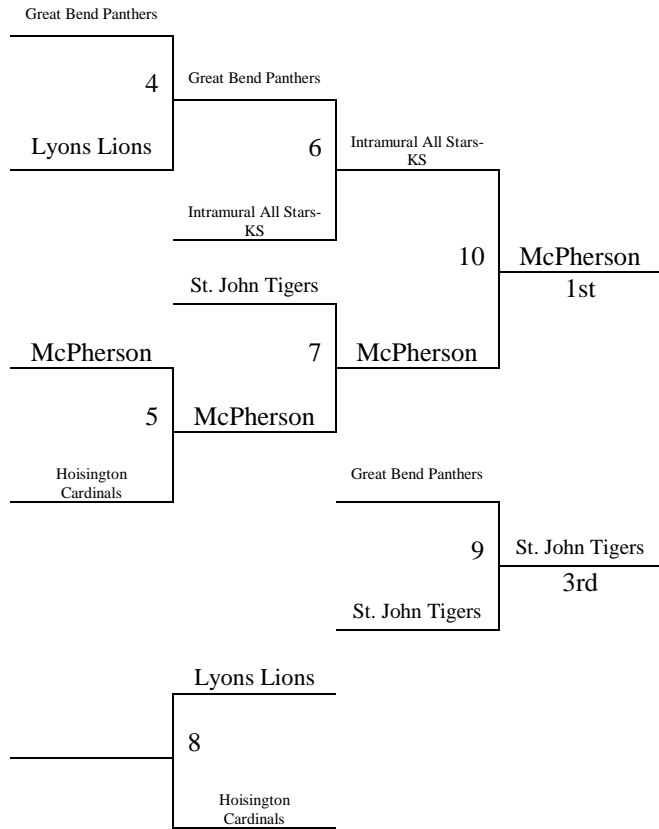 Great Bend Panthers
4
Great Bend Panthers
Lyons Lions
6
Intramural All Stars-
KS
Intramural All Stars-
KS
10
McPherson
1st
St. John Tigers
McPherson
7
McPherson
5
McPherson
Hoisington
Cardinals
Great Bend Panthers
9
St. John Tigers
3rd
St. John Tigers
Lyons Lions
8
Hoisington
Cardinals